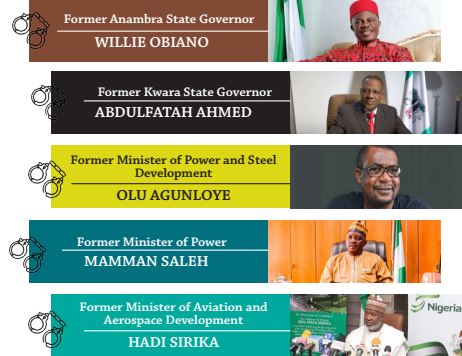 Former Anambra State Governor
WILLIE OBIANO
Former Kwara State Governor
ABDULFATAH AHMED
Former Minister of Power and Steel
Development
OLU AGUNLOYE
Former Minister of Power
MAMMAN SALEH
Former Minister of Aviation and
Aerospace Development
HADI SIRIKA
Nigeria